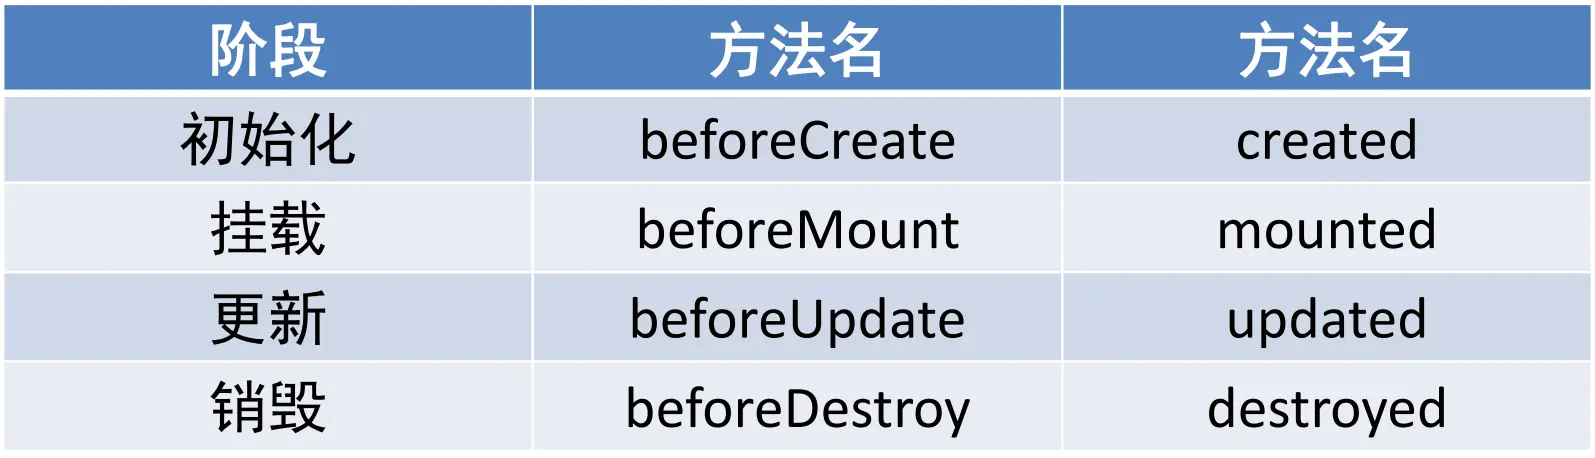 阶段 方法名 方法名
初始化 beforeCreate created
挂载 beforeMount mounted
更新 beforeUpdate updated
销毁 beforeDestroy destroyed